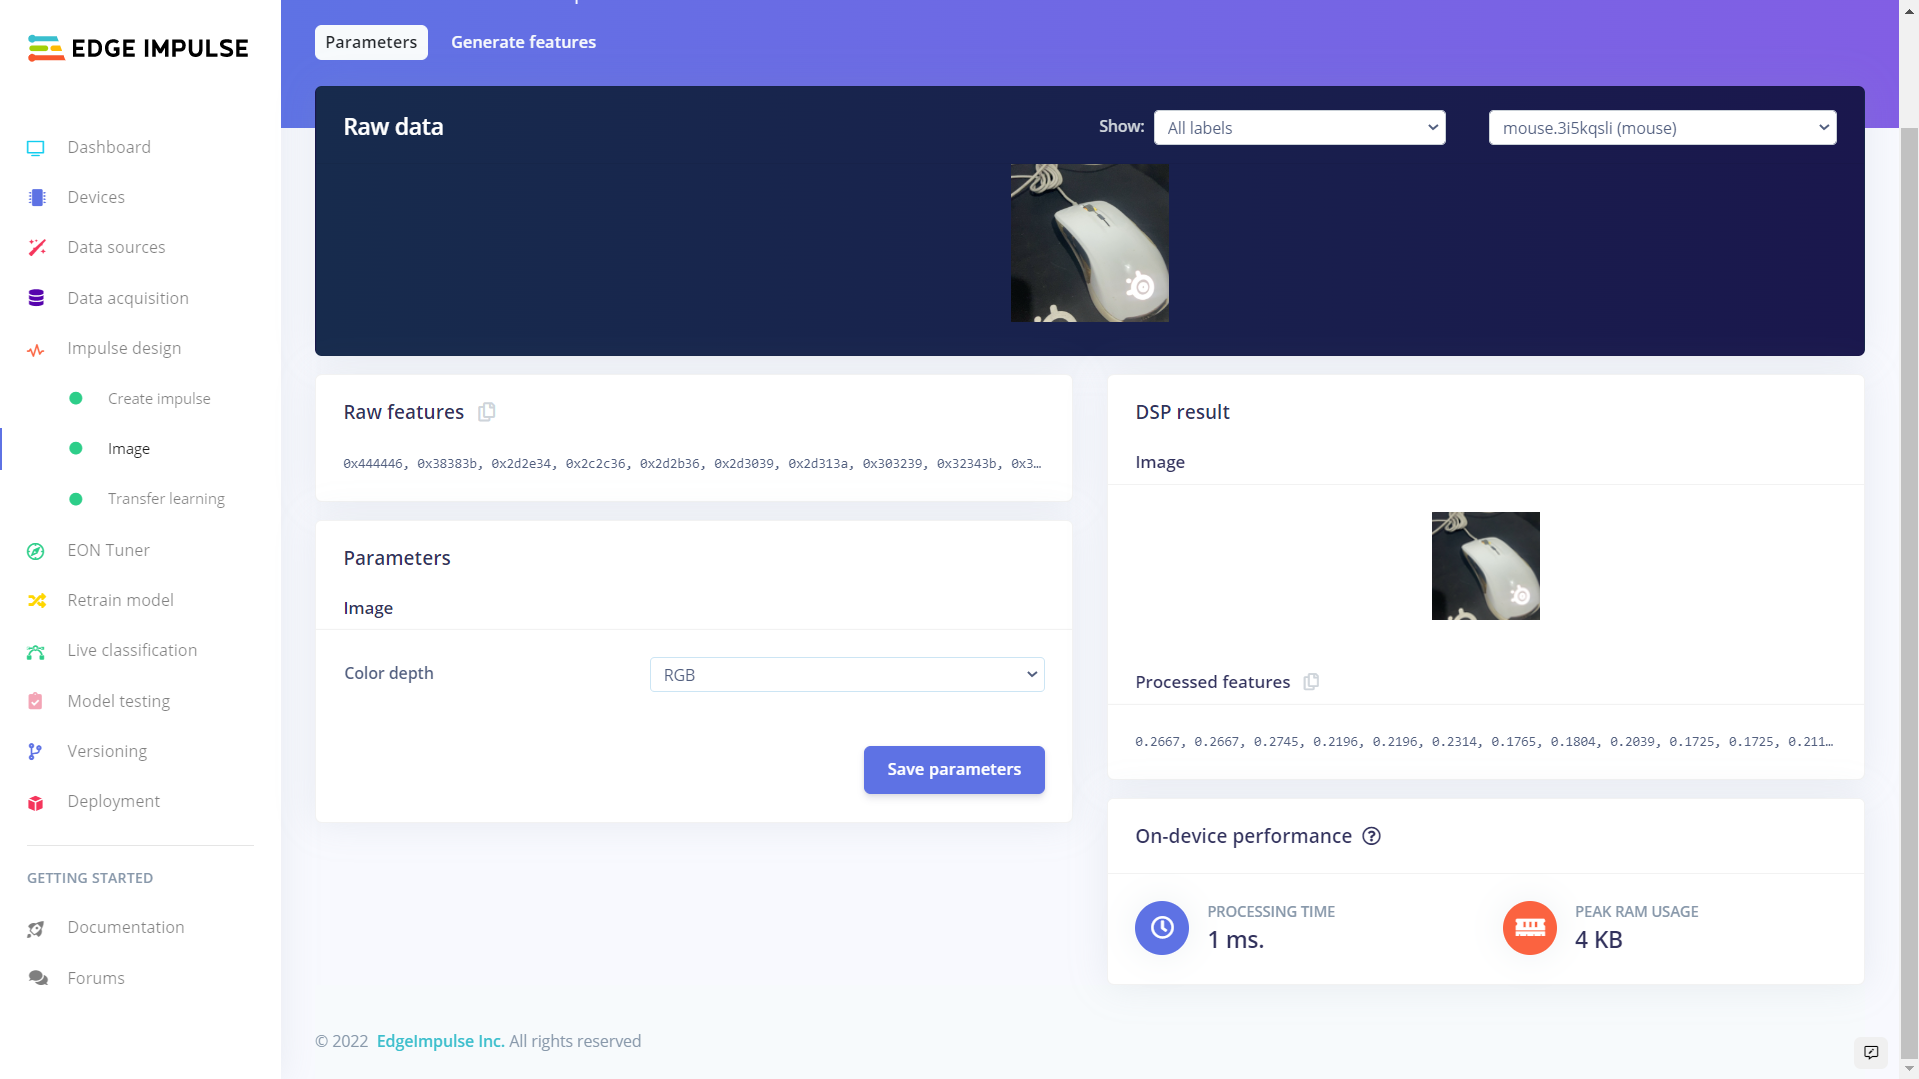 EDGE IMPULSE
Dashboard
Devices
Data sources
Data acquisition
Impulse design
Create impulse
Image
Transfer learning
EON Tuner
Retrain model
Live classification
Model testing
Versioning
Deployment
GETTING STARTED
Documentation
Forums
Parameters
Generate features
Raw data
Show:
All labels
mouse.3i5kqsli (mouse)
Raw features
0x444446, 0x38383b, 0x2d2e34, 0x2c2c36, 0x2d2b36, 0x2d3039, 0x2d313a, 0x303239, 0x32343b, 0x3…
Parameters
Image
Color depth
RGB
Save parameters
DSP result
Image
Processed features
0.2667, 0.2667, 0.2745, 0.2196, 0.2196, 0.2314, 0.1765, 0.1804, 0.2039, 0.1725, 0.1725, 0.211…
On-device performance
PROCESSING TIME
1 ms.
PEAK RAM USAGE
4 KB
© 2022 EdgeImpulse Inc. All rights reserved